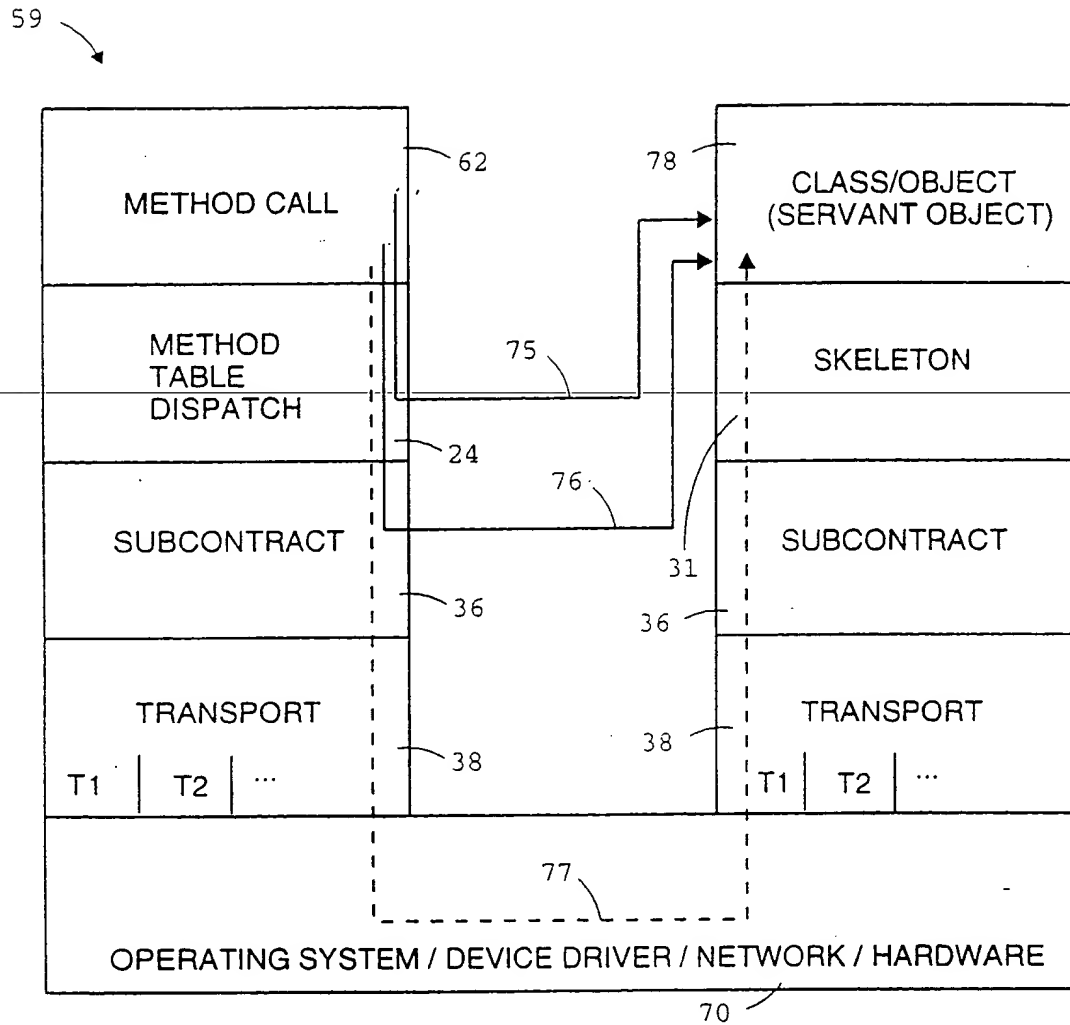 59
62
78
METHOD CALL
CLASS/OBJECT
(SERVANT OBJECT)
METHOD
TABLE
DISPATCH
75
SKELETON
24
76
SUBCONTRACT
SUBCONTRACT
31
36
36
TRANSPORT
TRANSPORT
38
38
T1
T2
...
T1
T2
...
77
OPERATING SYSTEM / DEVICE DRIVER / NETWORK / HARDWARE
70